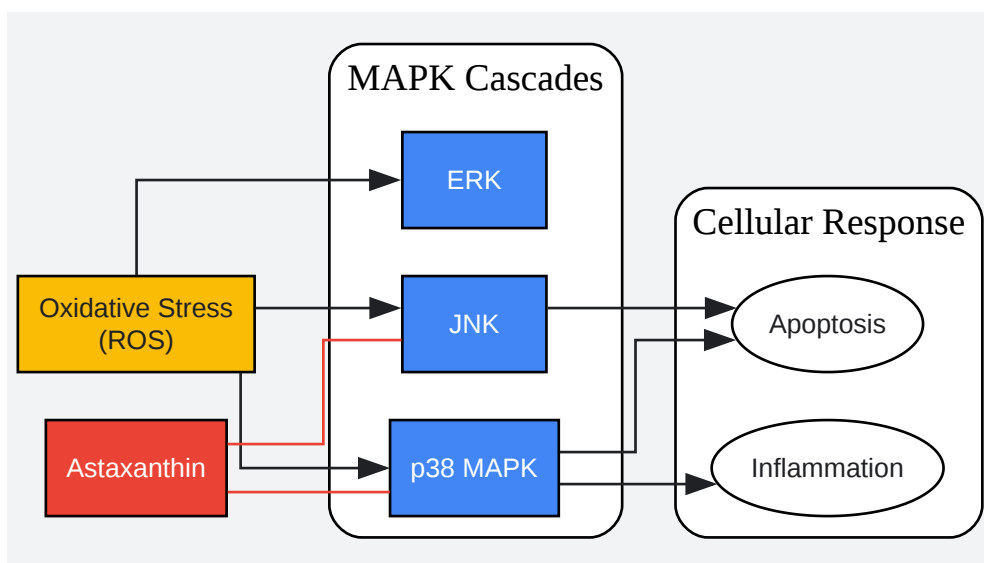 MAPK Cascades
ERK
Cellular Response
Oxidative Stress
(ROS)
JNK
Apoptosis
Astaxanthin
p38 MAPK
Inflammation